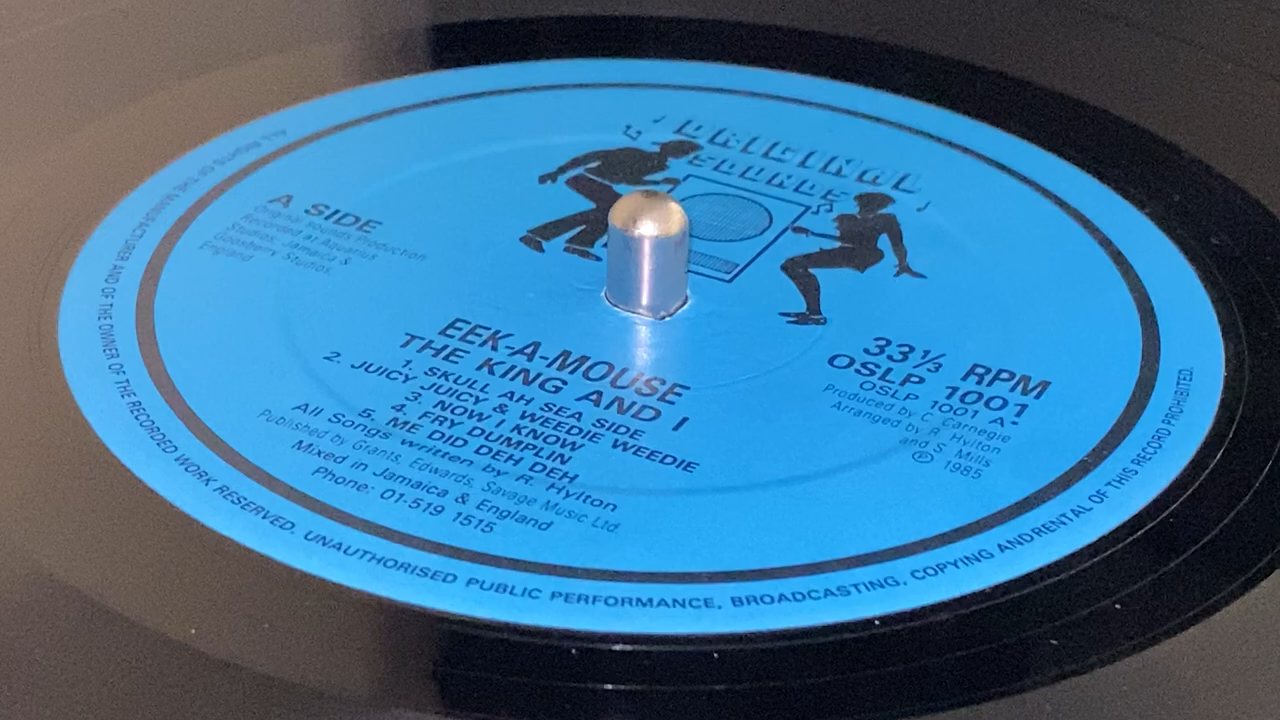 ORIGINAL
SOUNDS
A SIDE
Original Sounds Production
Recorded at Aquarius
Studios, Jamaica &
Gooseberry Studios,
England
33⅓ RPM
OSLP 1001
OSLP 1001 A*
Produced by C. Carnegie
Arranged by R. Hylton
and S. Mills
Ⓟ 1985
EEK-A-MOUSE
THE KING AND I
1. SKULL AH SEA SIDE
2. JUICY JUICY & WEEDIE WEEDIE
3. NOW I KNOW
4. FRY DUMPLIN
5. ME DID DEH DEH
All Songs written by R. Hylton
Published by Grants, Edwards, Savage Music Ltd.
Mixed in Jamaica & England
Phone: 01-519 1515
ALL RIGHTS OF THE MANUFACTURER AND OF THE OWNER OF THE RECORDED WORK RESERVED. UNAUTHORISED PUBLIC PERFORMANCE, BROADCASTING, COPYING ANDRENTAL OF THIS RECORD PROHIBITED.